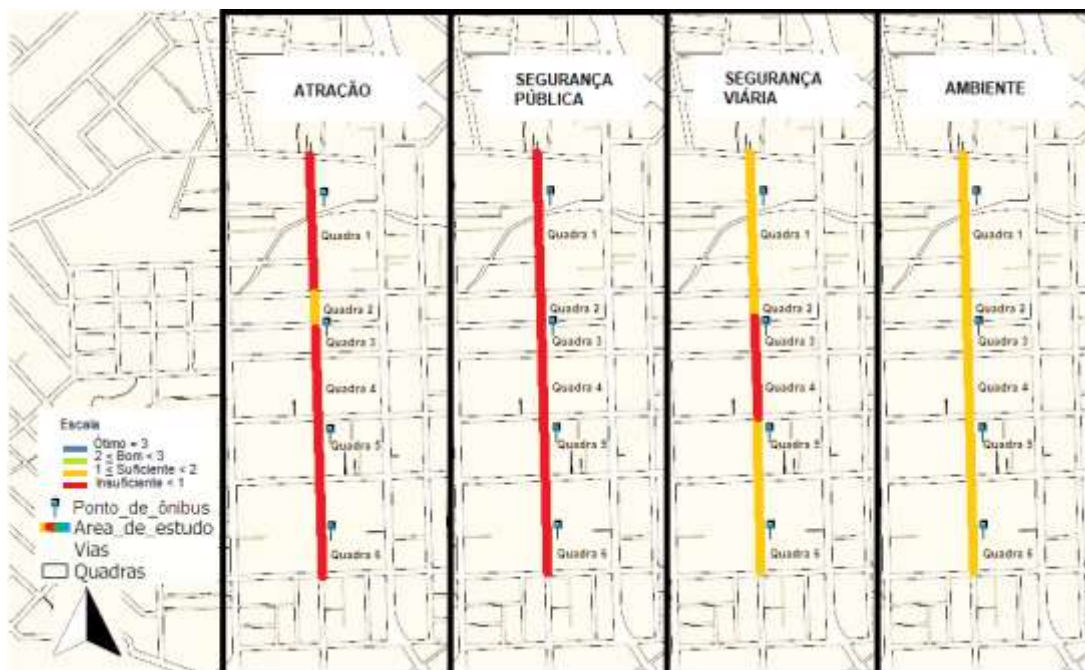 ATRAÇÃO
SEGURANÇA
PÚBLICA
SEGURANÇA
VIÁRIA
AMBIENTE
Quadra 1
Quadra 2
Quadra 3
Quadra 4
Quadra 5
Quadra 6
Quadra 1
Quadra 2
Quadra 3
Quadra 4
Quadra 5
Quadra 6
Quadra 1
Quadra 2
Quadra 3
Quadra 4
Quadra 5
Quadra 6
Quadra 1
Quadra 2
Quadra 3
Quadra 4
Quadra 5
Quadra 6
Escala
Ótimo = 3
2 ≤ Bom < 3
1 ≤ Suficiente < 2
Insuficiente < 1
Ponto_de_ônibus
Area_de_estudo
Vias
Quadras